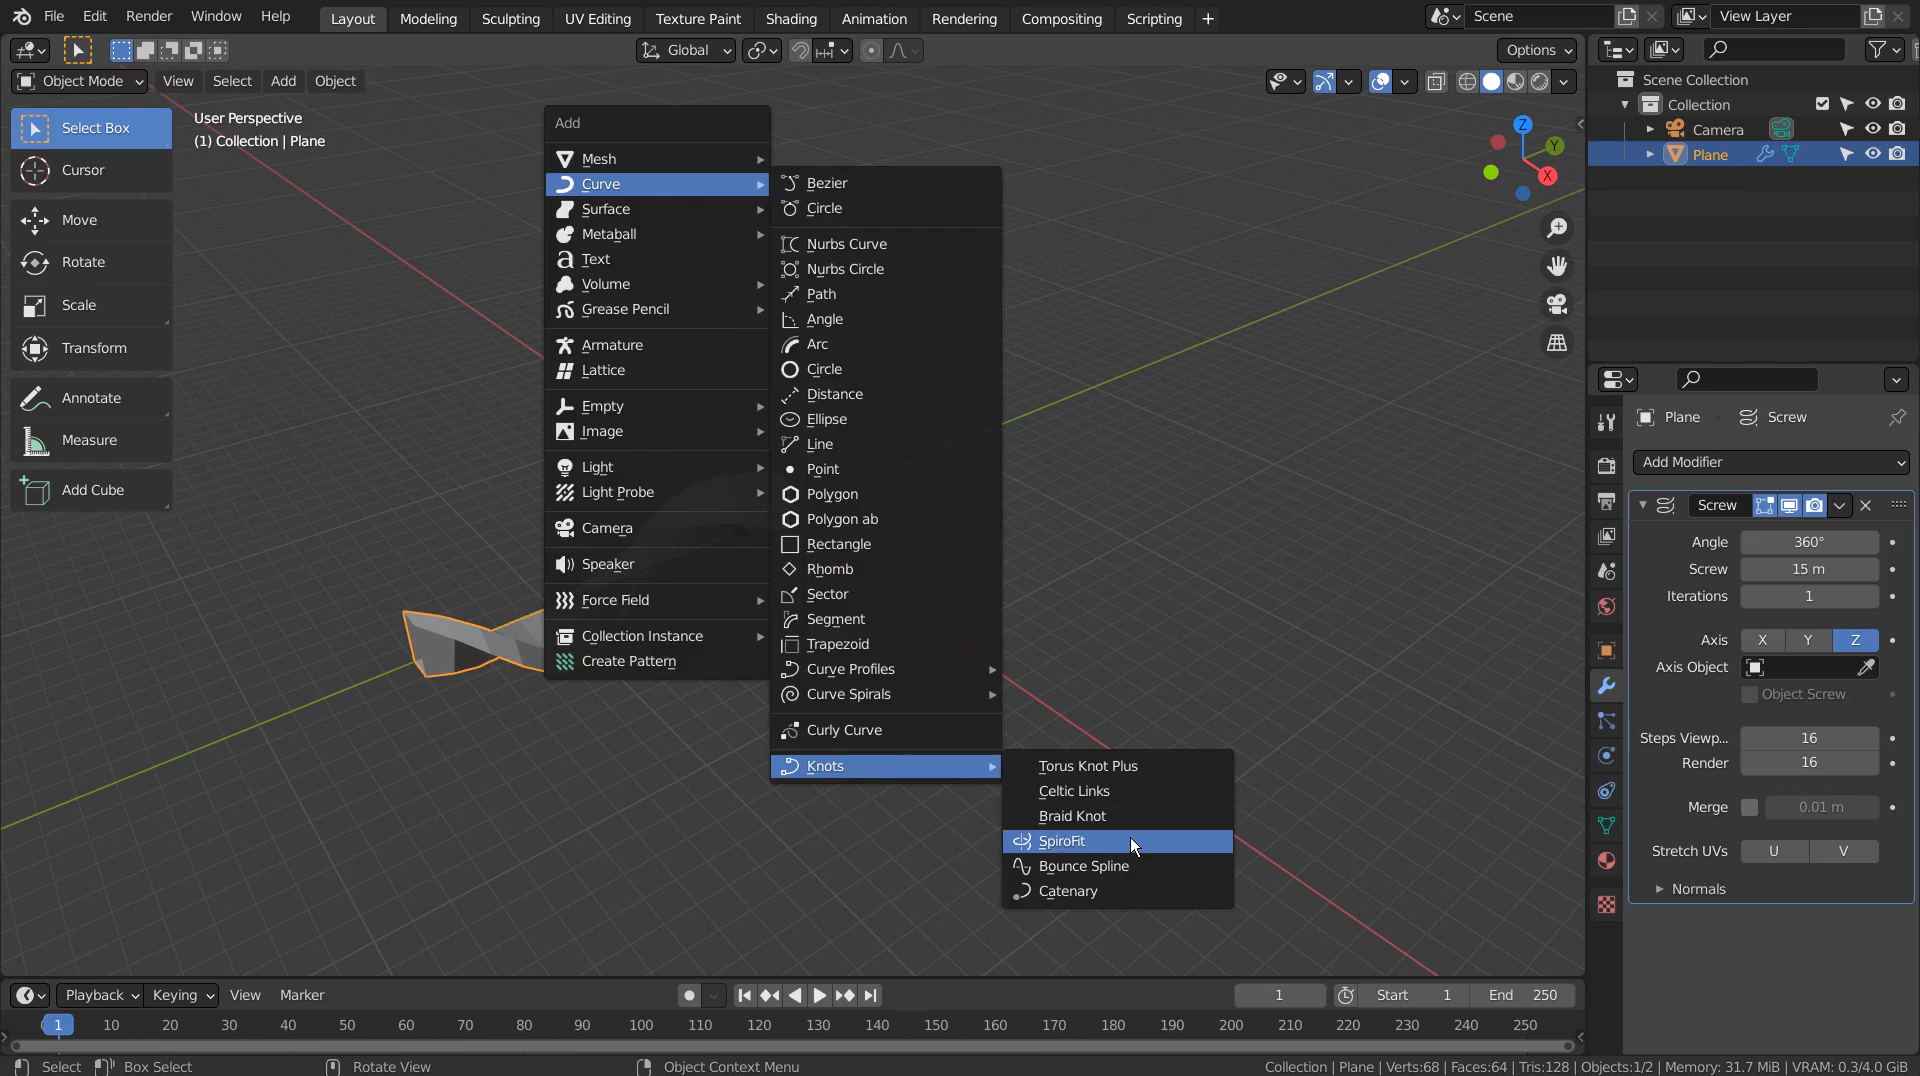 File Edit Render Window Help Layout Modeling Sculpting UV Editing Texture Paint Shading Animation Rendering Compositing Scripting + Scene View Layer
Global Options
Object Mode View Select Add Object
Select Box
Cursor
Move
Rotate
Scale
Transform
Annotate
Measure
Add Cube
User Perspective
(1) Collection | Plane
Add
Mesh
Curve
Surface
Metaball
Text
Volume
Grease Pencil
Armature
Lattice
Empty
Image
Light
Light Probe
Camera
Speaker
Force Field
Collection Instance
Create Pattern
Bezier
Circle
Nurbs Curve
Nurbs Circle
Path
Angle
Arc
Circle
Distance
Ellipse
Line
Point
Polygon
Polygon ab
Rectangle
Rhomb
Sector
Segment
Trapezoid
Curve Profiles
Curve Spirals
Curly Curve
Knots
Torus Knot Plus
Celtic Links
Braid Knot
SpiroFit
Bounce Spline
Catenary
Z
Y
X
Scene Collection
Collection
Camera
Plane
Plane Screw
Add Modifier
Screw
Angle 360°
Screw 15 m
Iterations 1
Axis X Y Z
Axis Object
Object Screw
Steps Viewp... 16
Render 16
Merge 0.01 m
Stretch UVs U V
Normals
Playback Keying View Marker 1 Start 1 End 250
1 10 20 30 40 50 60 70 80 90 100 110 120 130 140 150 160 170 180 190 200 210 220 230 240 250
Select Box Select Rotate View Object Context Menu Collection | Plane | Verts:68 | Faces:64 | Tris:128 | Objects:1/2 | Memory: 31.7 MiB | VRAM: 0.3/4.0 GiB